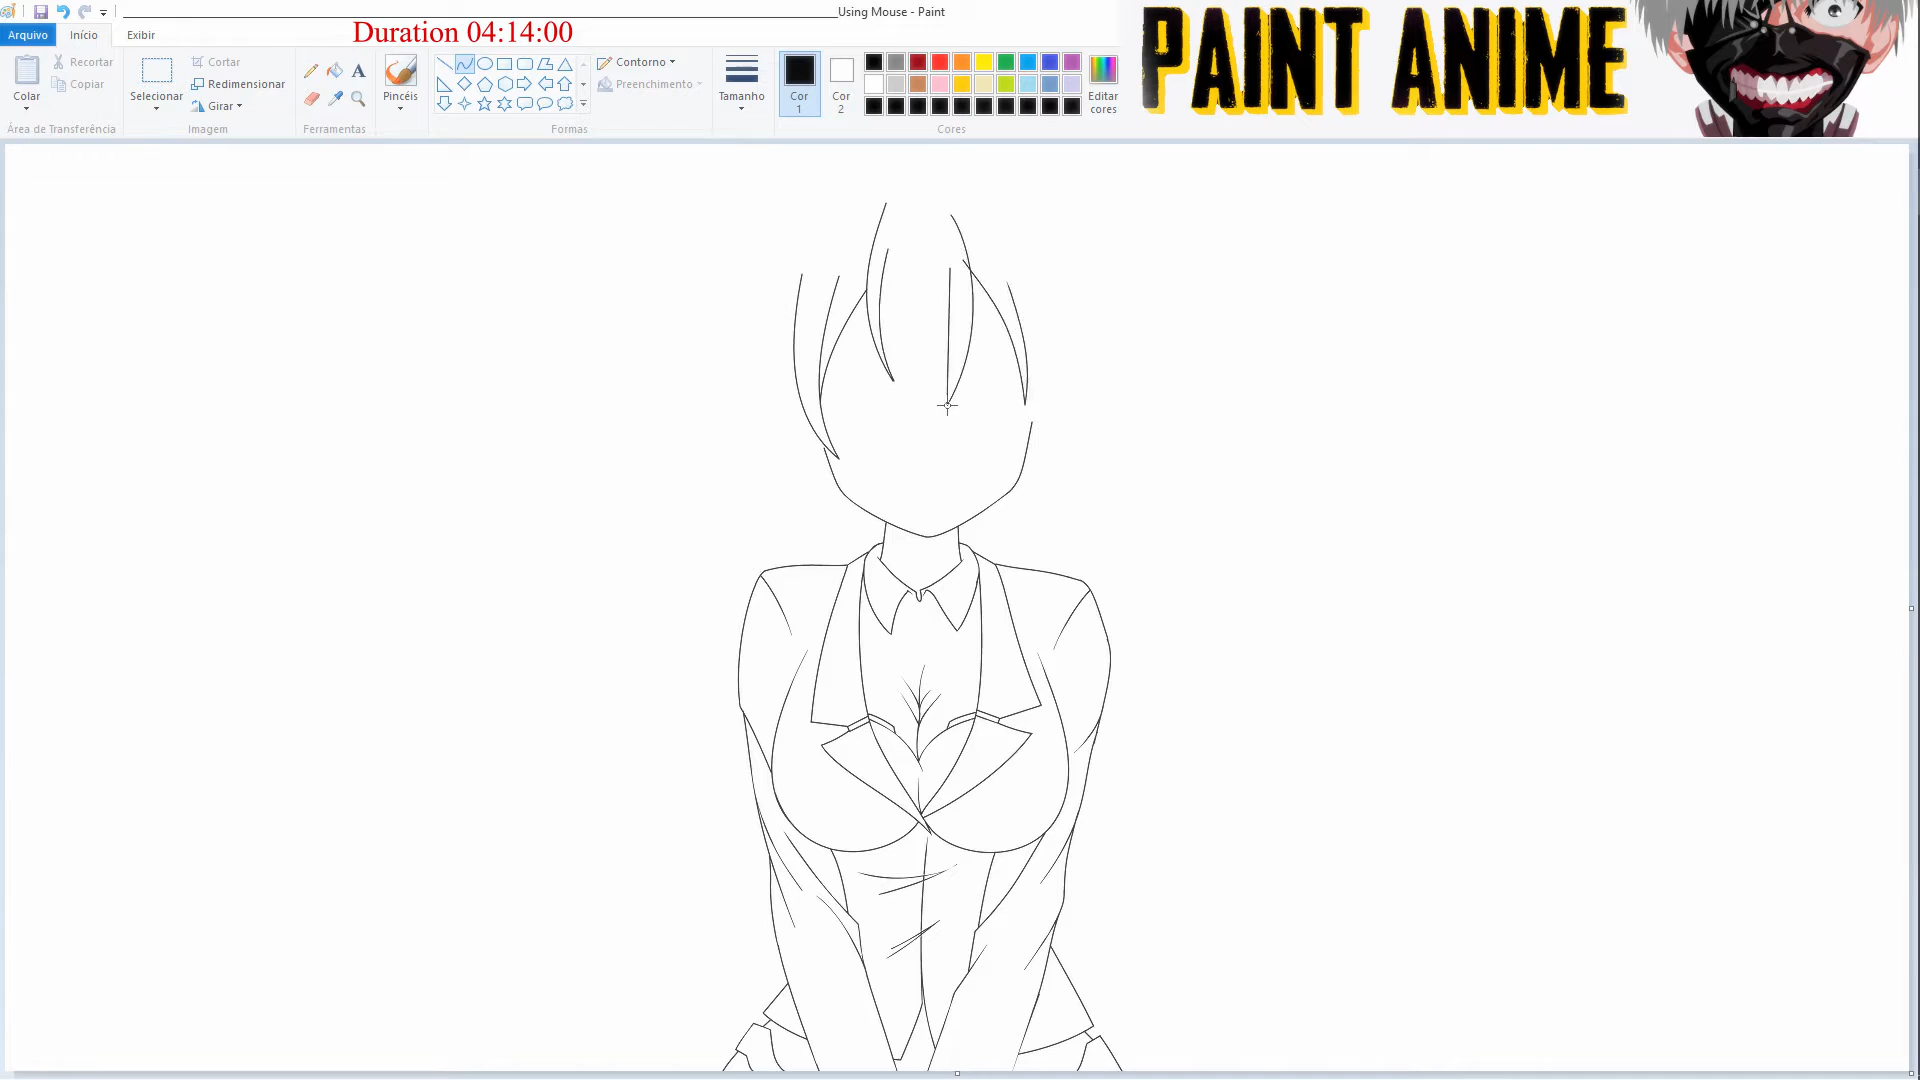 Using Mouse - Paint
PAINT ANIME
Arquivo Início Exibir
Duration 04:14:00
Colar
Recortar
Copiar
Área de Transferência
Selecionar
Cortar
Redimensionar
Girar
Imagem
A
Ferramentas
Pincéis
Formas
Contorno
Preenchimento
Tamanho
Cor
1
Cor
2
Cores
Editar
cores